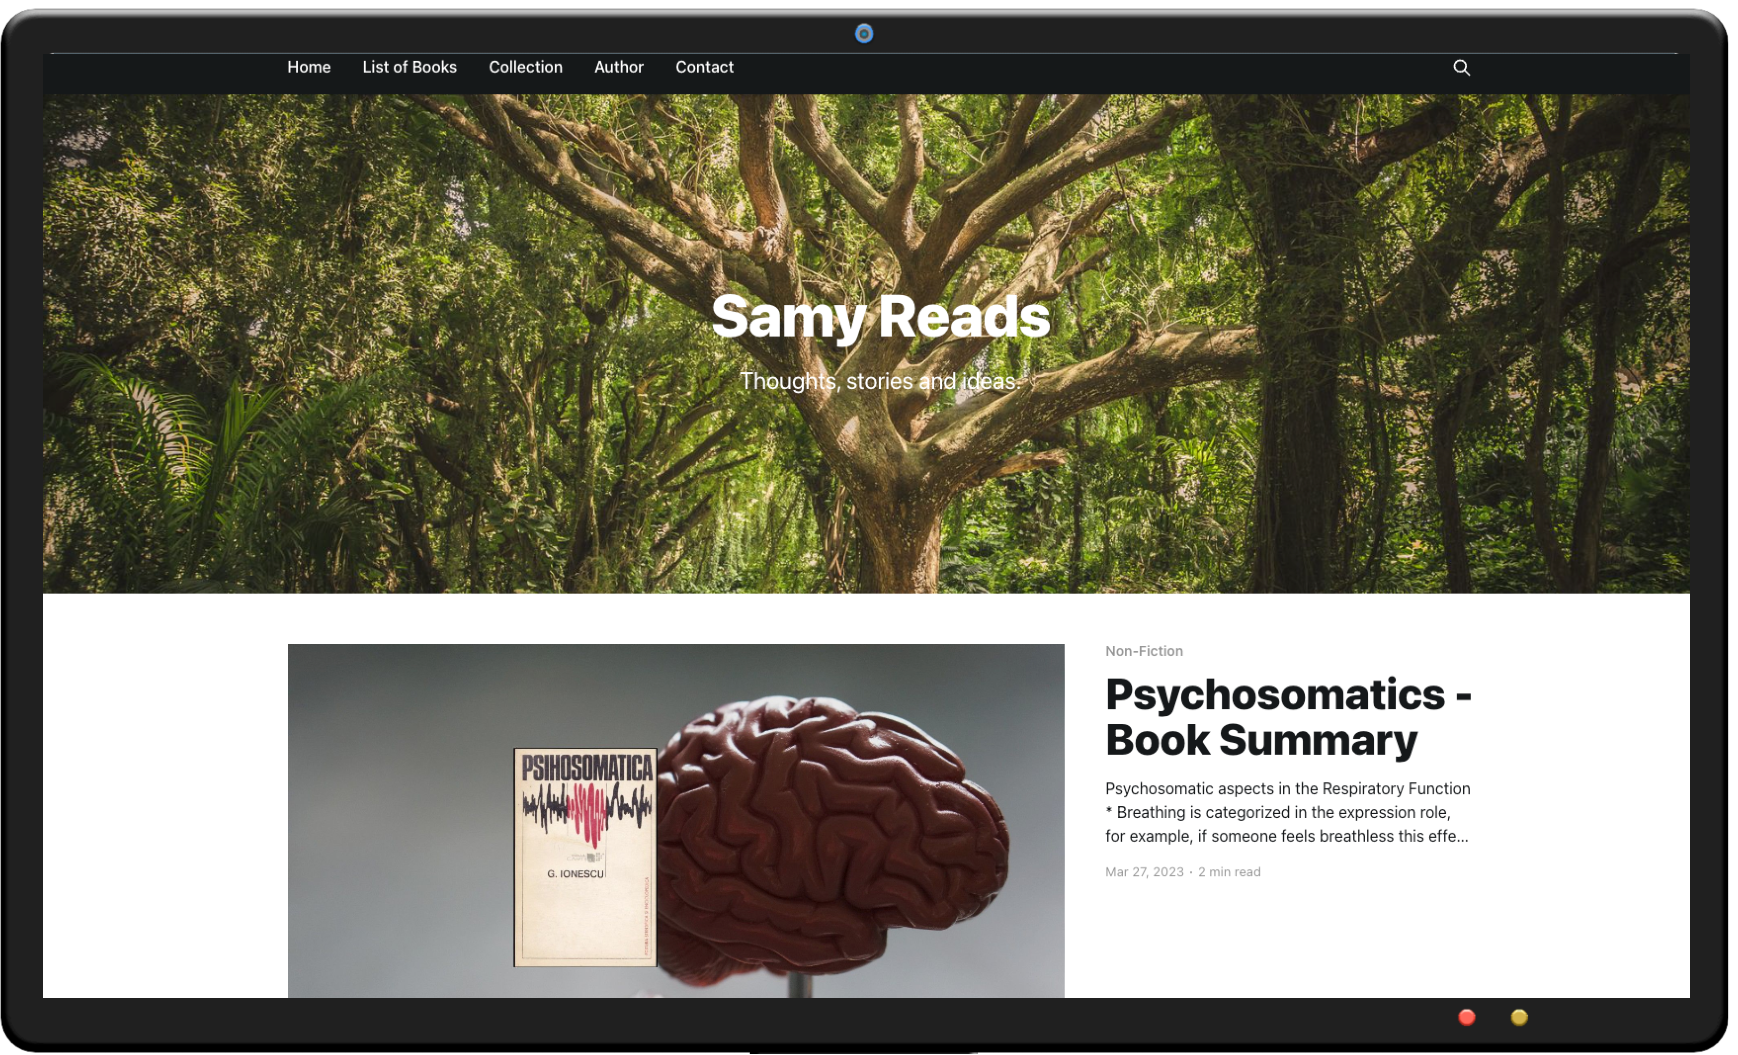 Home List of Books Collection Author Contact
Samy Reads
Thoughts, stories and ideas.
Non-Fiction
Psychosomatics -
Book Summary
Psychosomatic aspects in the Respiratory Function
* Breathing is categorized in the expression role,
for example, if someone feels breathless this effe...
Mar 27, 2023 • 2 min read
PSIHOSOMATICA
G. IONESCU